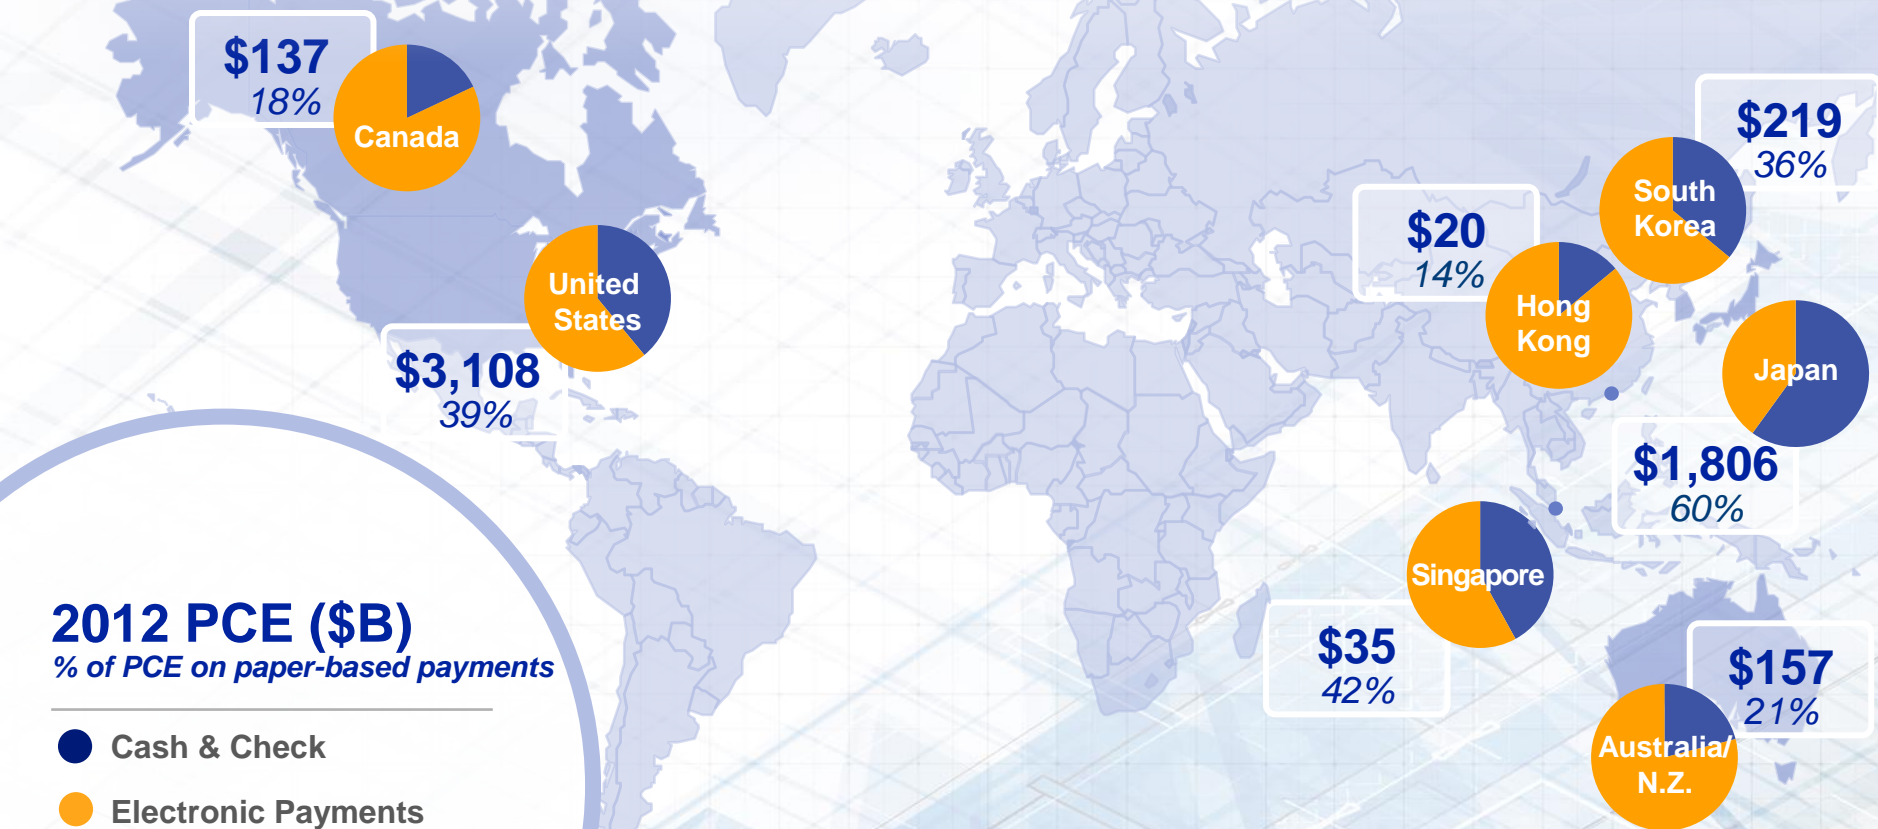 $137
18%
Canada
United
States
$3,108
39%
$219
36%
South
Korea
$20
14%
Hong
Kong
Japan
$1,806
60%
Singapore
$35
42%
$157
21%
Australia/
N.Z.
2012 PCE ($B)
% of PCE on paper-based payments
Cash & Check
Electronic Payments